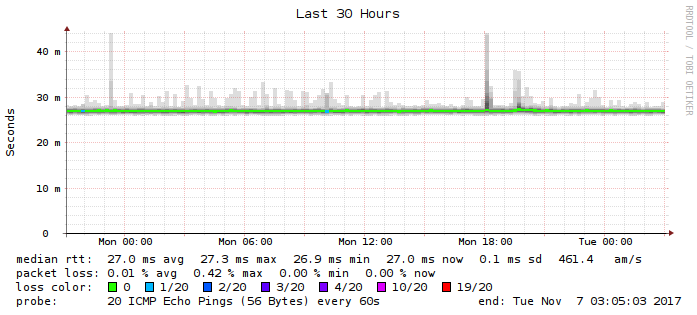 Last 30 Hours
RRDTOOL / TOBI OETIKER
Seconds
40 m
30 m
20 m
10 m
0
Mon 00:00 Mon 06:00 Mon 12:00 Mon 18:00 Tue 00:00
median rtt: 27.0 ms avg 27.3 ms max 26.9 ms min 27.0 ms now 0.1 ms sd 461.4 am/s
packet loss: 0.01 % avg 0.42 % max 0.00 % min 0.00 % now
loss color: 0 1/20 2/20 3/20 4/20 10/20 19/20
probe: 20 ICMP Echo Pings (56 Bytes) every 60s end: Tue Nov 7 03:05:03 2017